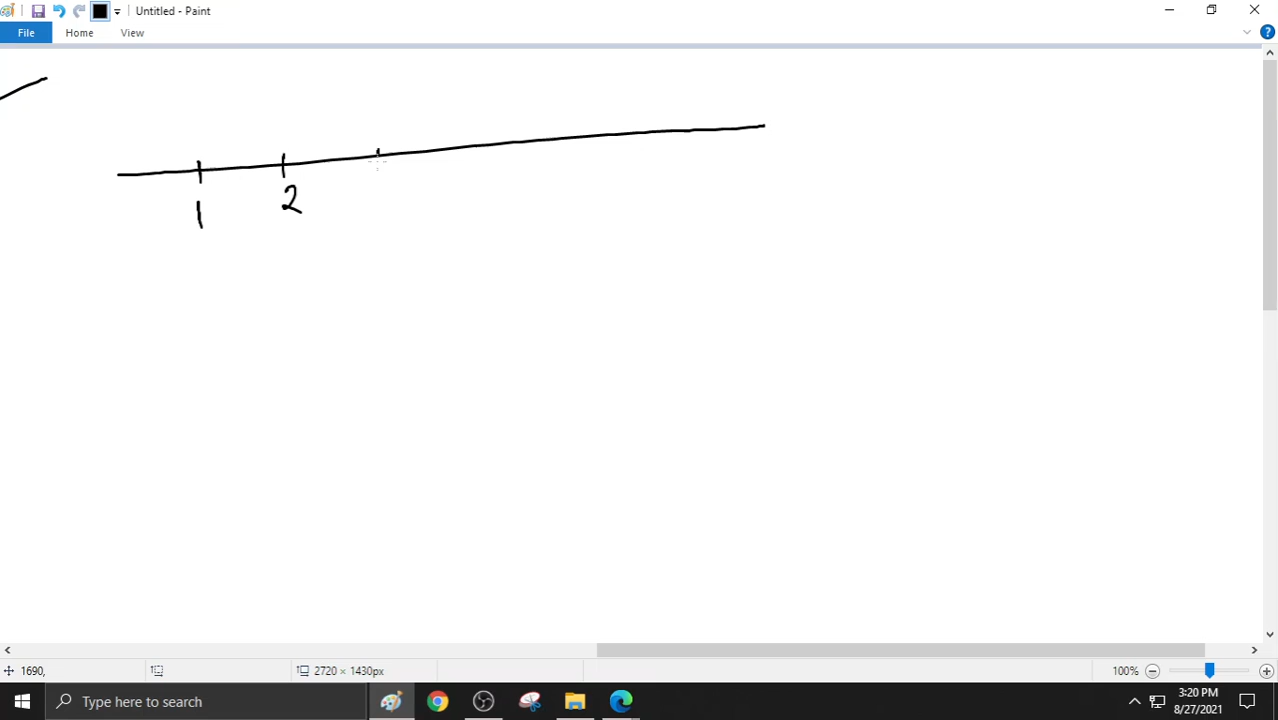 Untitled - Paint
File Home View
1 2
1690,
2720 × 1430px
100%
Type here to search
3:20 PM
8/27/2021